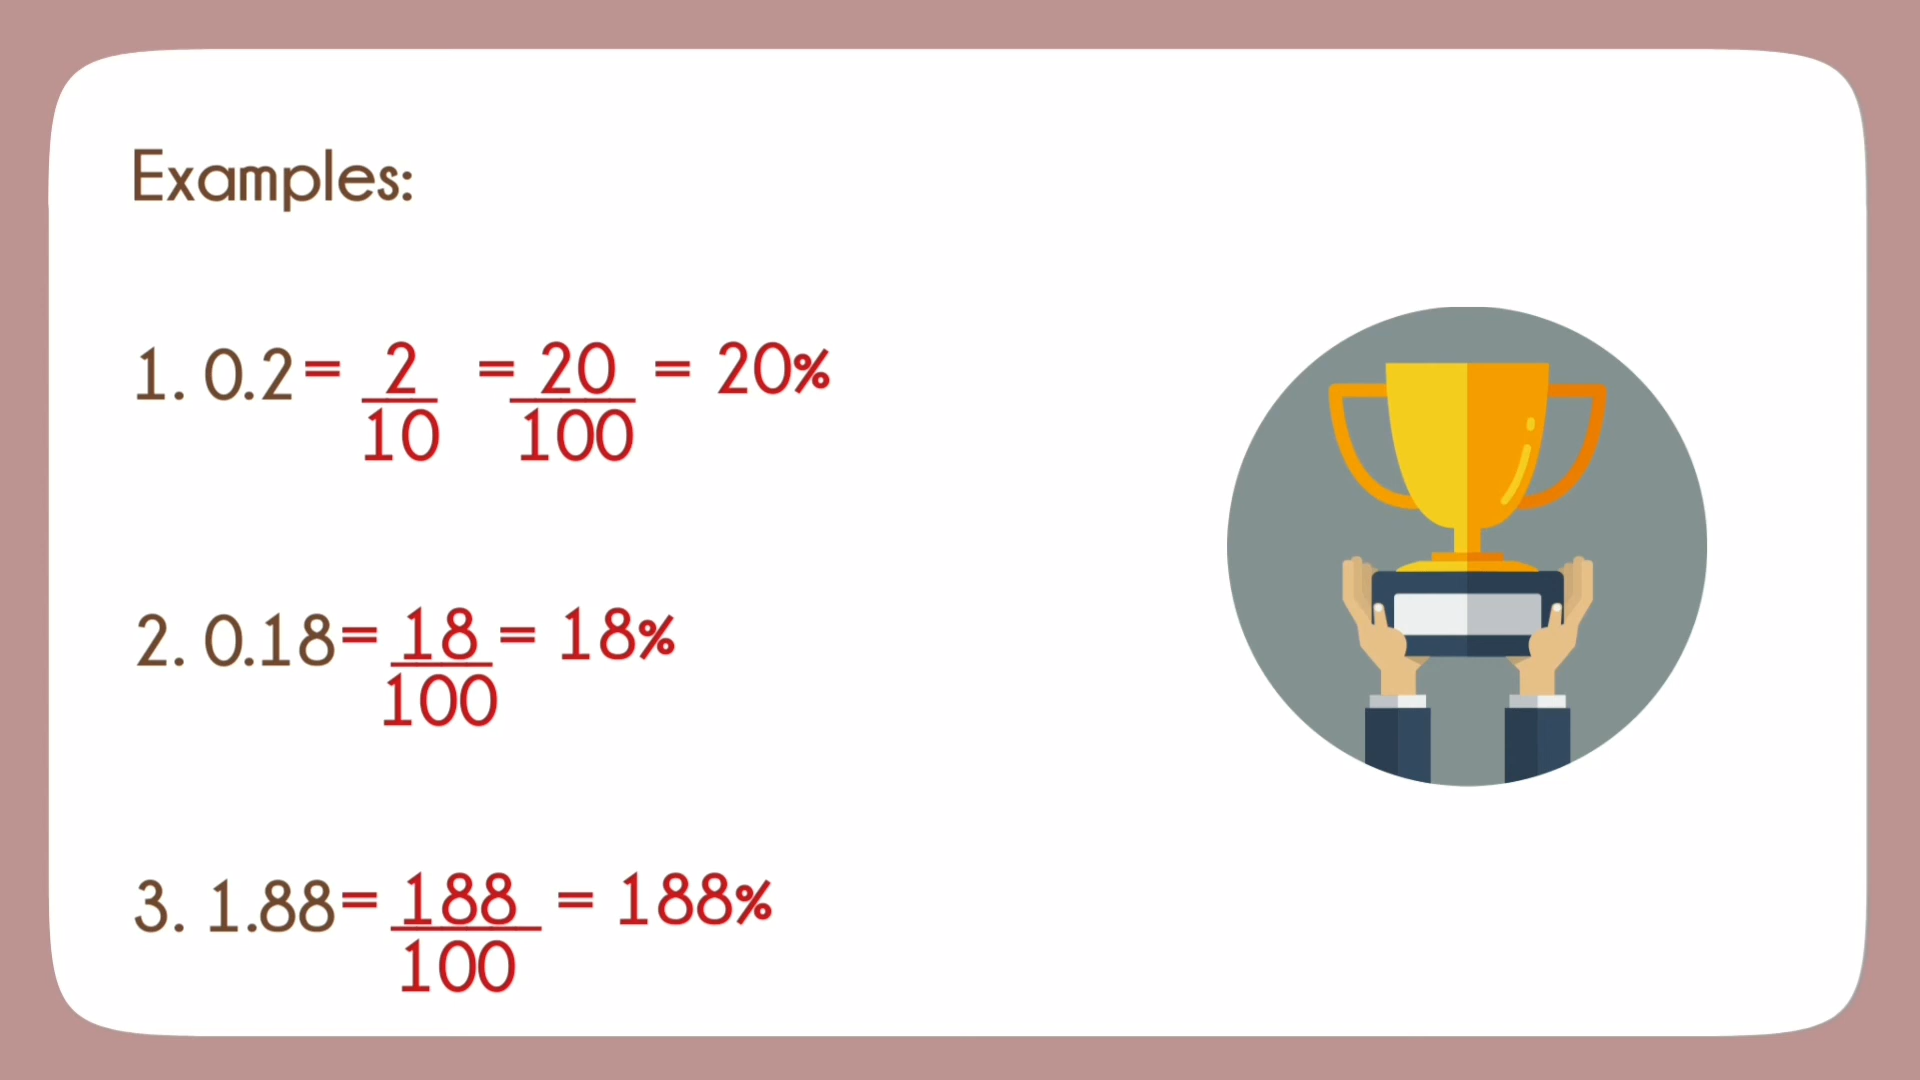 Examples:
1. 0.2 = 2/10 = 20/100 = 20%
2. 0.18 = 18/100 = 18%
3. 1.88 = 188/100 = 188%